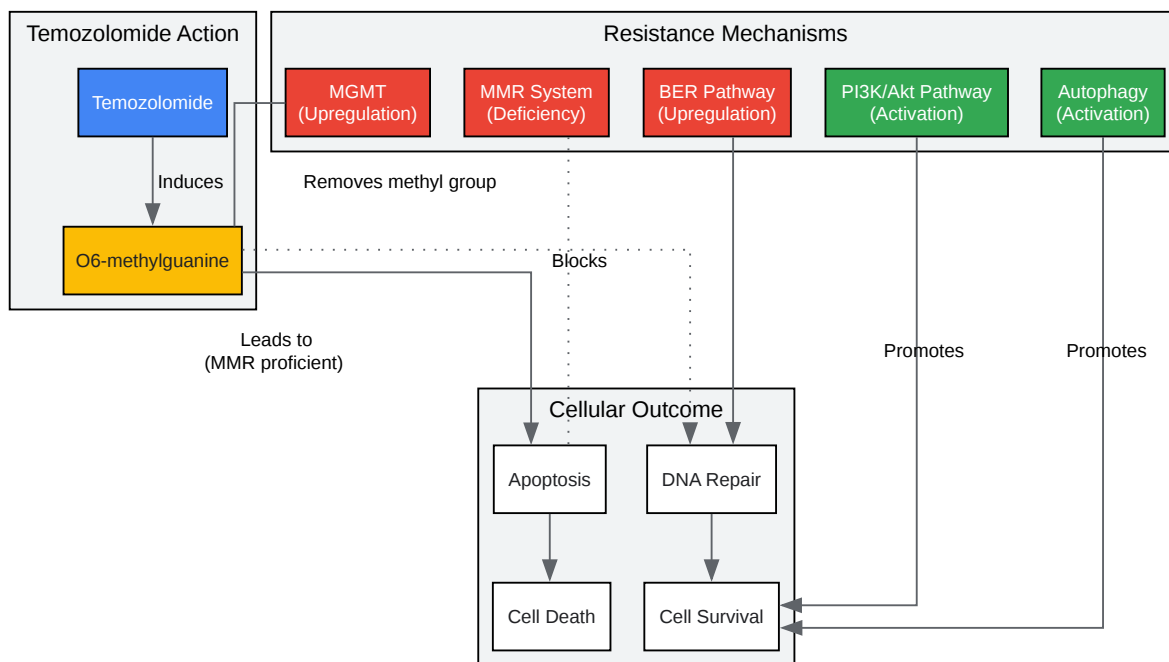 Temozolomide Action
Resistance Mechanisms
Temozolomide
MGMT
(Upregulation)
MMR System
(Deficiency)
BER Pathway
(Upregulation)
PI3K/Akt Pathway
(Activation)
Autophagy
(Activation)
Induces
Removes methyl group
O6-methylguanine
Blocks
Leads to
(MMR proficient)
Promotes
Promotes
Cellular Outcome
Apoptosis
DNA Repair
Cell Death
Cell Survival